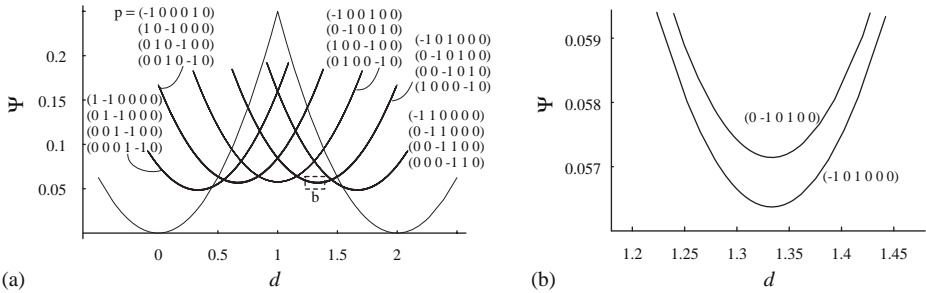 p = (-1 0 0 0 1 0)
(1 0 -1 0 0 0)
(0 1 0 -1 0 0)
(0 0 1 0 -1 0)
(-1 0 0 1 0 0)
(0 -1 0 0 1 0)
(1 0 0 -1 0 0)
(0 1 0 0 -1 0)
(-1 0 1 0 0 0)
(0 -1 0 1 0 0)
(0 0 -1 0 1 0)
(1 0 0 0 -1 0)
(1 -1 0 0 0 0)
(0 1 -1 0 0 0)
(0 0 1 -1 0 0)
(0 0 0 1 -1 0)
(-1 1 0 0 0 0)
(0 -1 1 0 0 0)
(0 0 -1 1 0 0)
(0 0 0 -1 1 0)
0.2
0.15
0.1
0.05
Ψ
b
0 0.5 1 1.5 2
d
(a)
0.059
0.058
0.057
Ψ
(0 -1 0 1 0 0)
(-1 0 1 0 0 0)
1.2 1.25 1.3 1.35 1.4 1.45
d
(b)